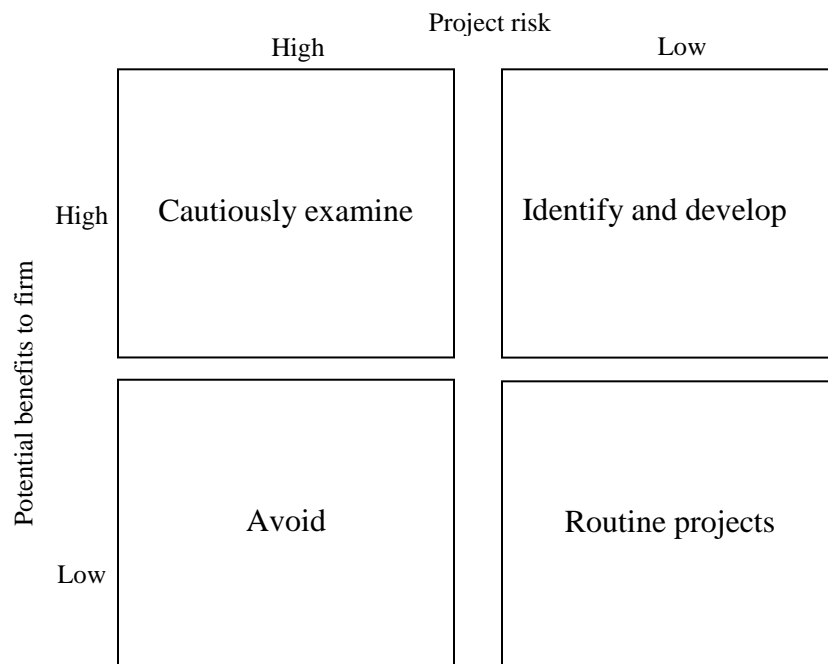 Project risk
High
Low
High
Cautiously examine
Identify and develop
Potential benefits to firm
Avoid
Routine projects
Low